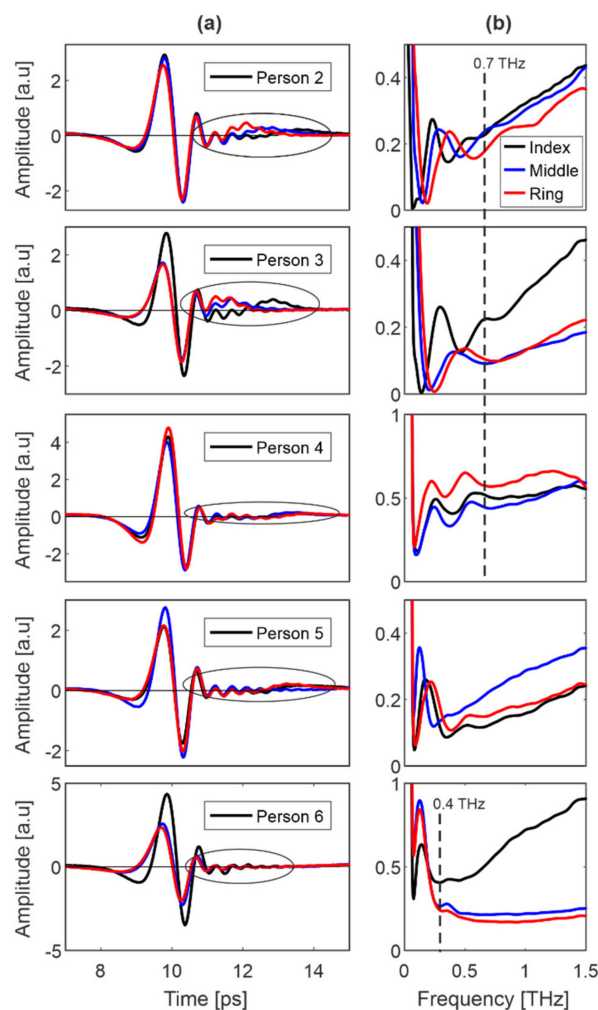 (a) (b)
Amplitude [a.u] 2 0 -2 Person 2 0.4 0.2 0 0.7 THz Index Middle Ring
Amplitude [a.u] 2 0 -2 Person 3 0.4 0.2 0
Amplitude [a.u] 4 2 0 -2 Person 4 1 0.5 0
Amplitude [a.u] 2 0 -2 Person 5 0.4 0.2 0
Amplitude [a.u] 5 0 -5 Person 6 1 0.5 0 0.4 THz
8 10 12 14 0 0.5 1 1.5
Time [ps] Frequency [THz]